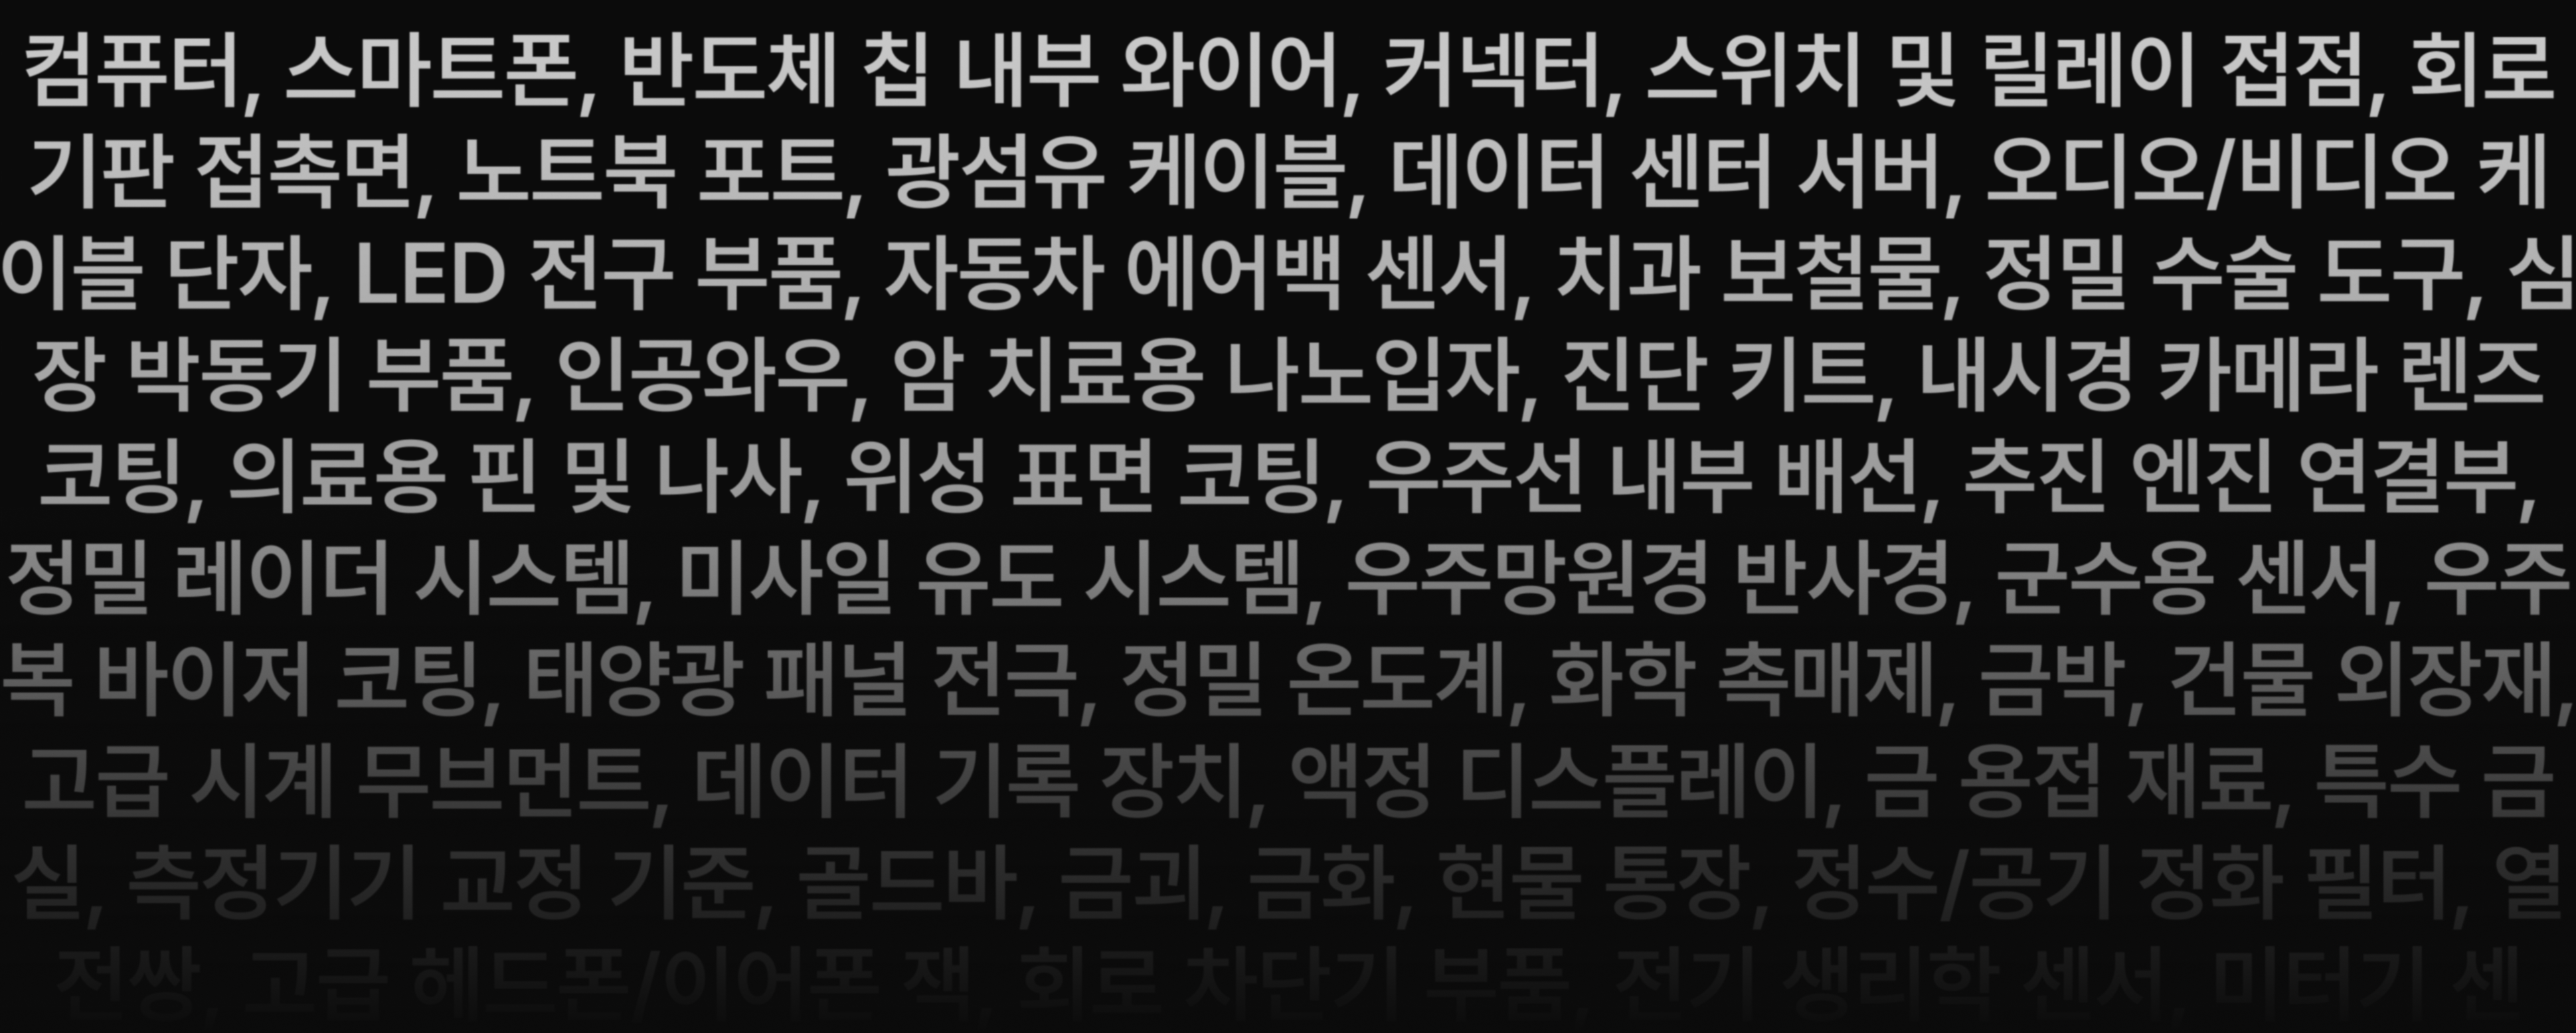 컴퓨터, 스마트폰, 반도체 칩 내부 와이어, 커넥터, 스위치 및 릴레이 접점, 회로
기판 접촉면, 노트북 포트, 광섬유 케이블, 데이터 센터 서버, 오디오/비디오 케
이블 단자, LED 전구 부품, 자동차 에어백 센서, 치과 보철물, 정밀 수술 도구, 심
장 박동기 부품, 인공와우, 암 치료용 나노입자, 진단 키트, 내시경 카메라 렌즈
코팅, 의료용 핀 및 나사, 위성 표면 코팅, 우주선 내부 배선, 추진 엔진 연결부,
정밀 레이더 시스템, 미사일 유도 시스템, 우주망원경 반사경, 군수용 센서, 우주
복 바이저 코팅, 태양광 패널 전극, 정밀 온도계, 화학 촉매제, 금박, 건물 외장재,
고급 시계 무브먼트, 데이터 기록 장치, 액정 디스플레이, 금 용접 재료, 특수 금
실, 측정기기 교정 기준, 골드바, 금괴, 금화, 현물 통장, 정수/공기 정화 필터, 열
전쌍, 고급 헤드폰/이어폰 잭, 회로 차단기 부품, 전기 생리학 센서, 미터기 센